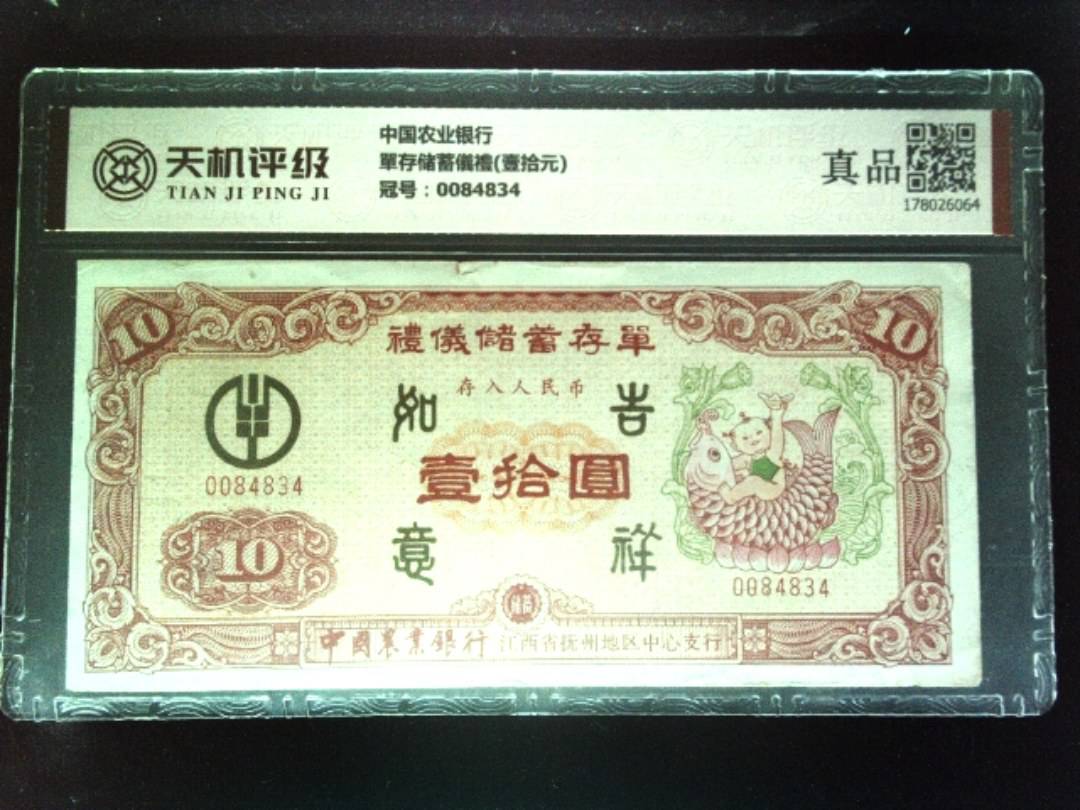 天机评级
TIAN JI PING JI
中国农业银行
單存储蓄儀禮(壹拾元)
冠号：0084834
真品
178026064
10
10
禮儀儲蓄存單
存入人民币
如
吉
壹拾圓
意
祥
0084834
10
0084834
中國農業銀行 江西省抚州地区中心支行